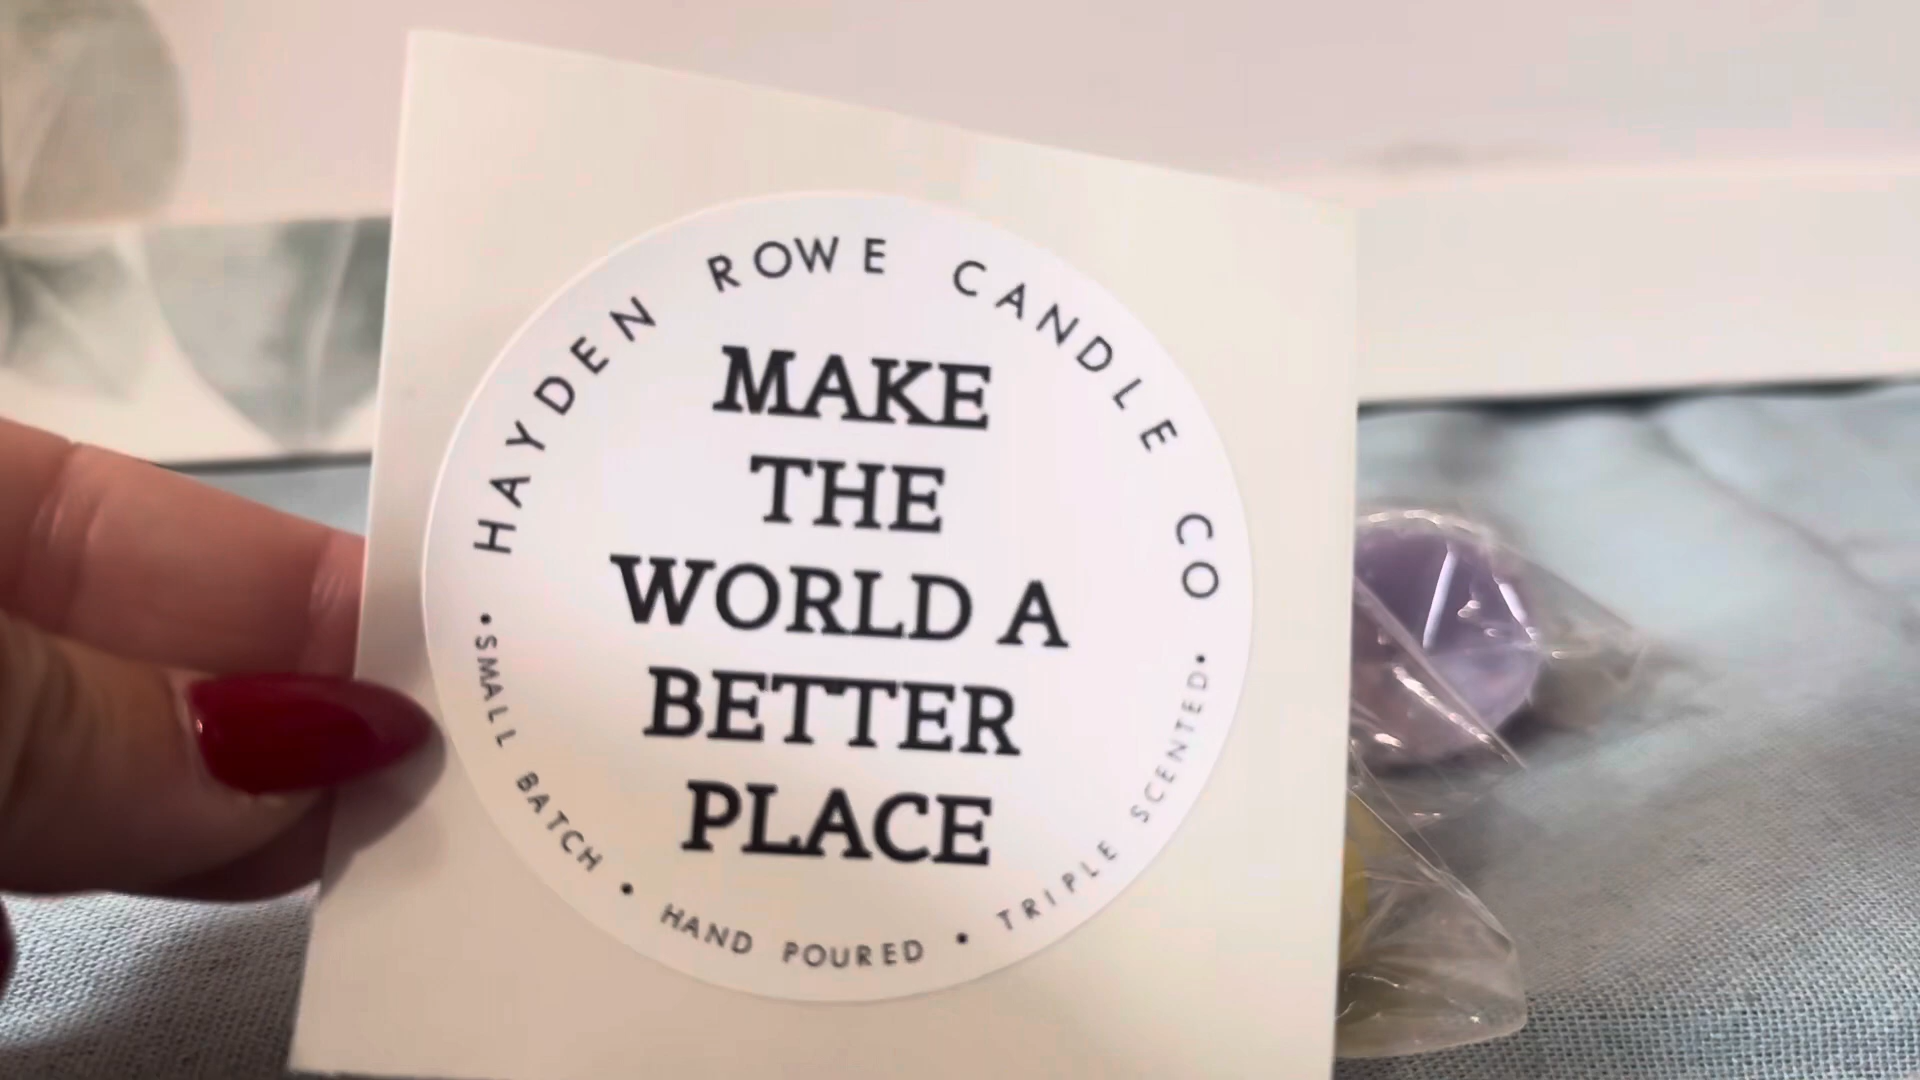 HAYDEN ROWE CANDLE CO
MAKE
THE
WORLD A
BETTER
PLACE
•SMALL BATCH • HAND POURED • TRIPLE SCENTED•